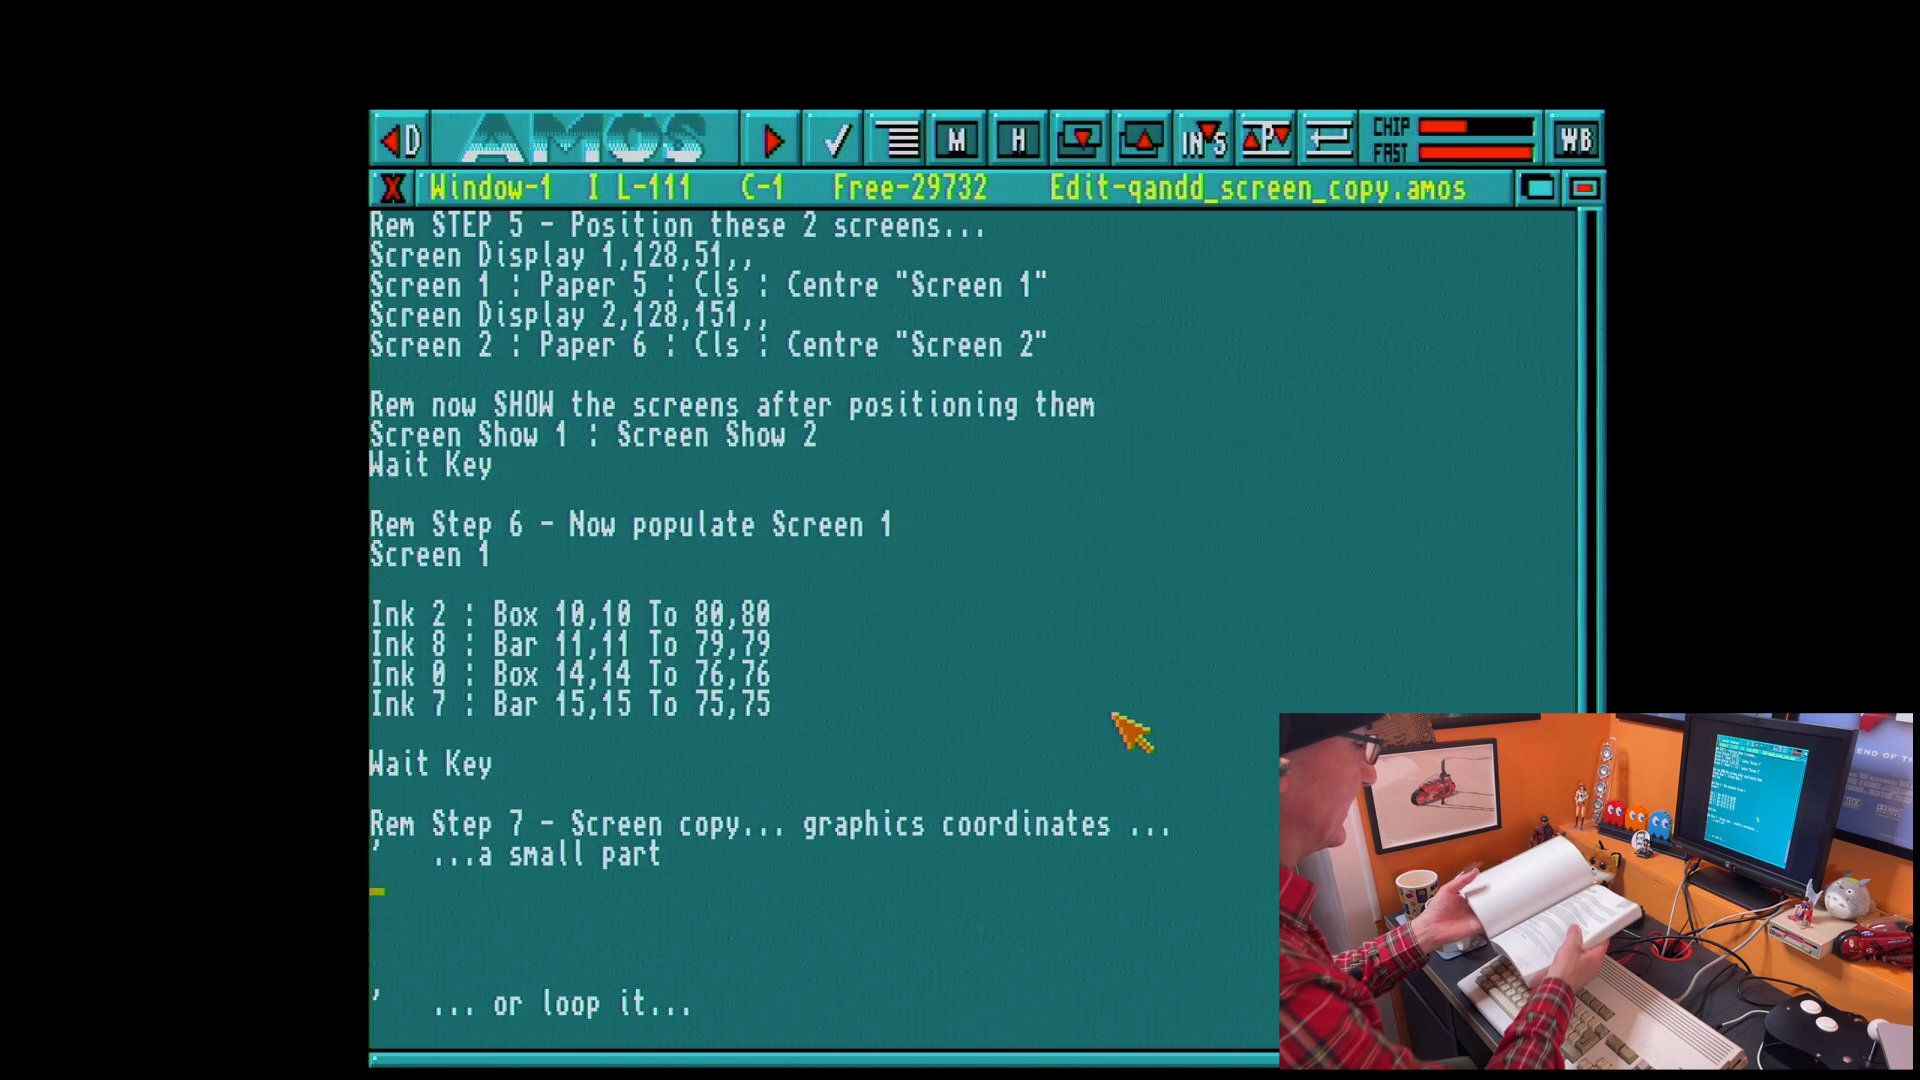 D AMOS M H INS P CHIP FAST WB
X Window-1 I L-111 C-1 Free-29732 Edit-qandd_screen_copy.amos
Rem STEP 5 - Position these 2 screens...
Screen Display 1,128,51,,
Screen 1 : Paper 5 : Cls : Centre "Screen 1"
Screen Display 2,128,151,,
Screen 2 : Paper 6 : Cls : Centre "Screen 2"
Rem now SHOW the screens after positioning them
Screen Show 1 : Screen Show 2
Wait Key
Rem Step 6 - Now populate Screen 1
Screen 1
Ink 2 : Box 10,10 To 80,80
Ink 8 : Bar 11,11 To 79,79
Ink 0 : Box 14,14 To 76,76
Ink 7 : Bar 15,15 To 75,75
Wait Key
Rem Step 7 - Screen copy... graphics coordinates ...
' ...a small part
' ... or loop it...
END OF